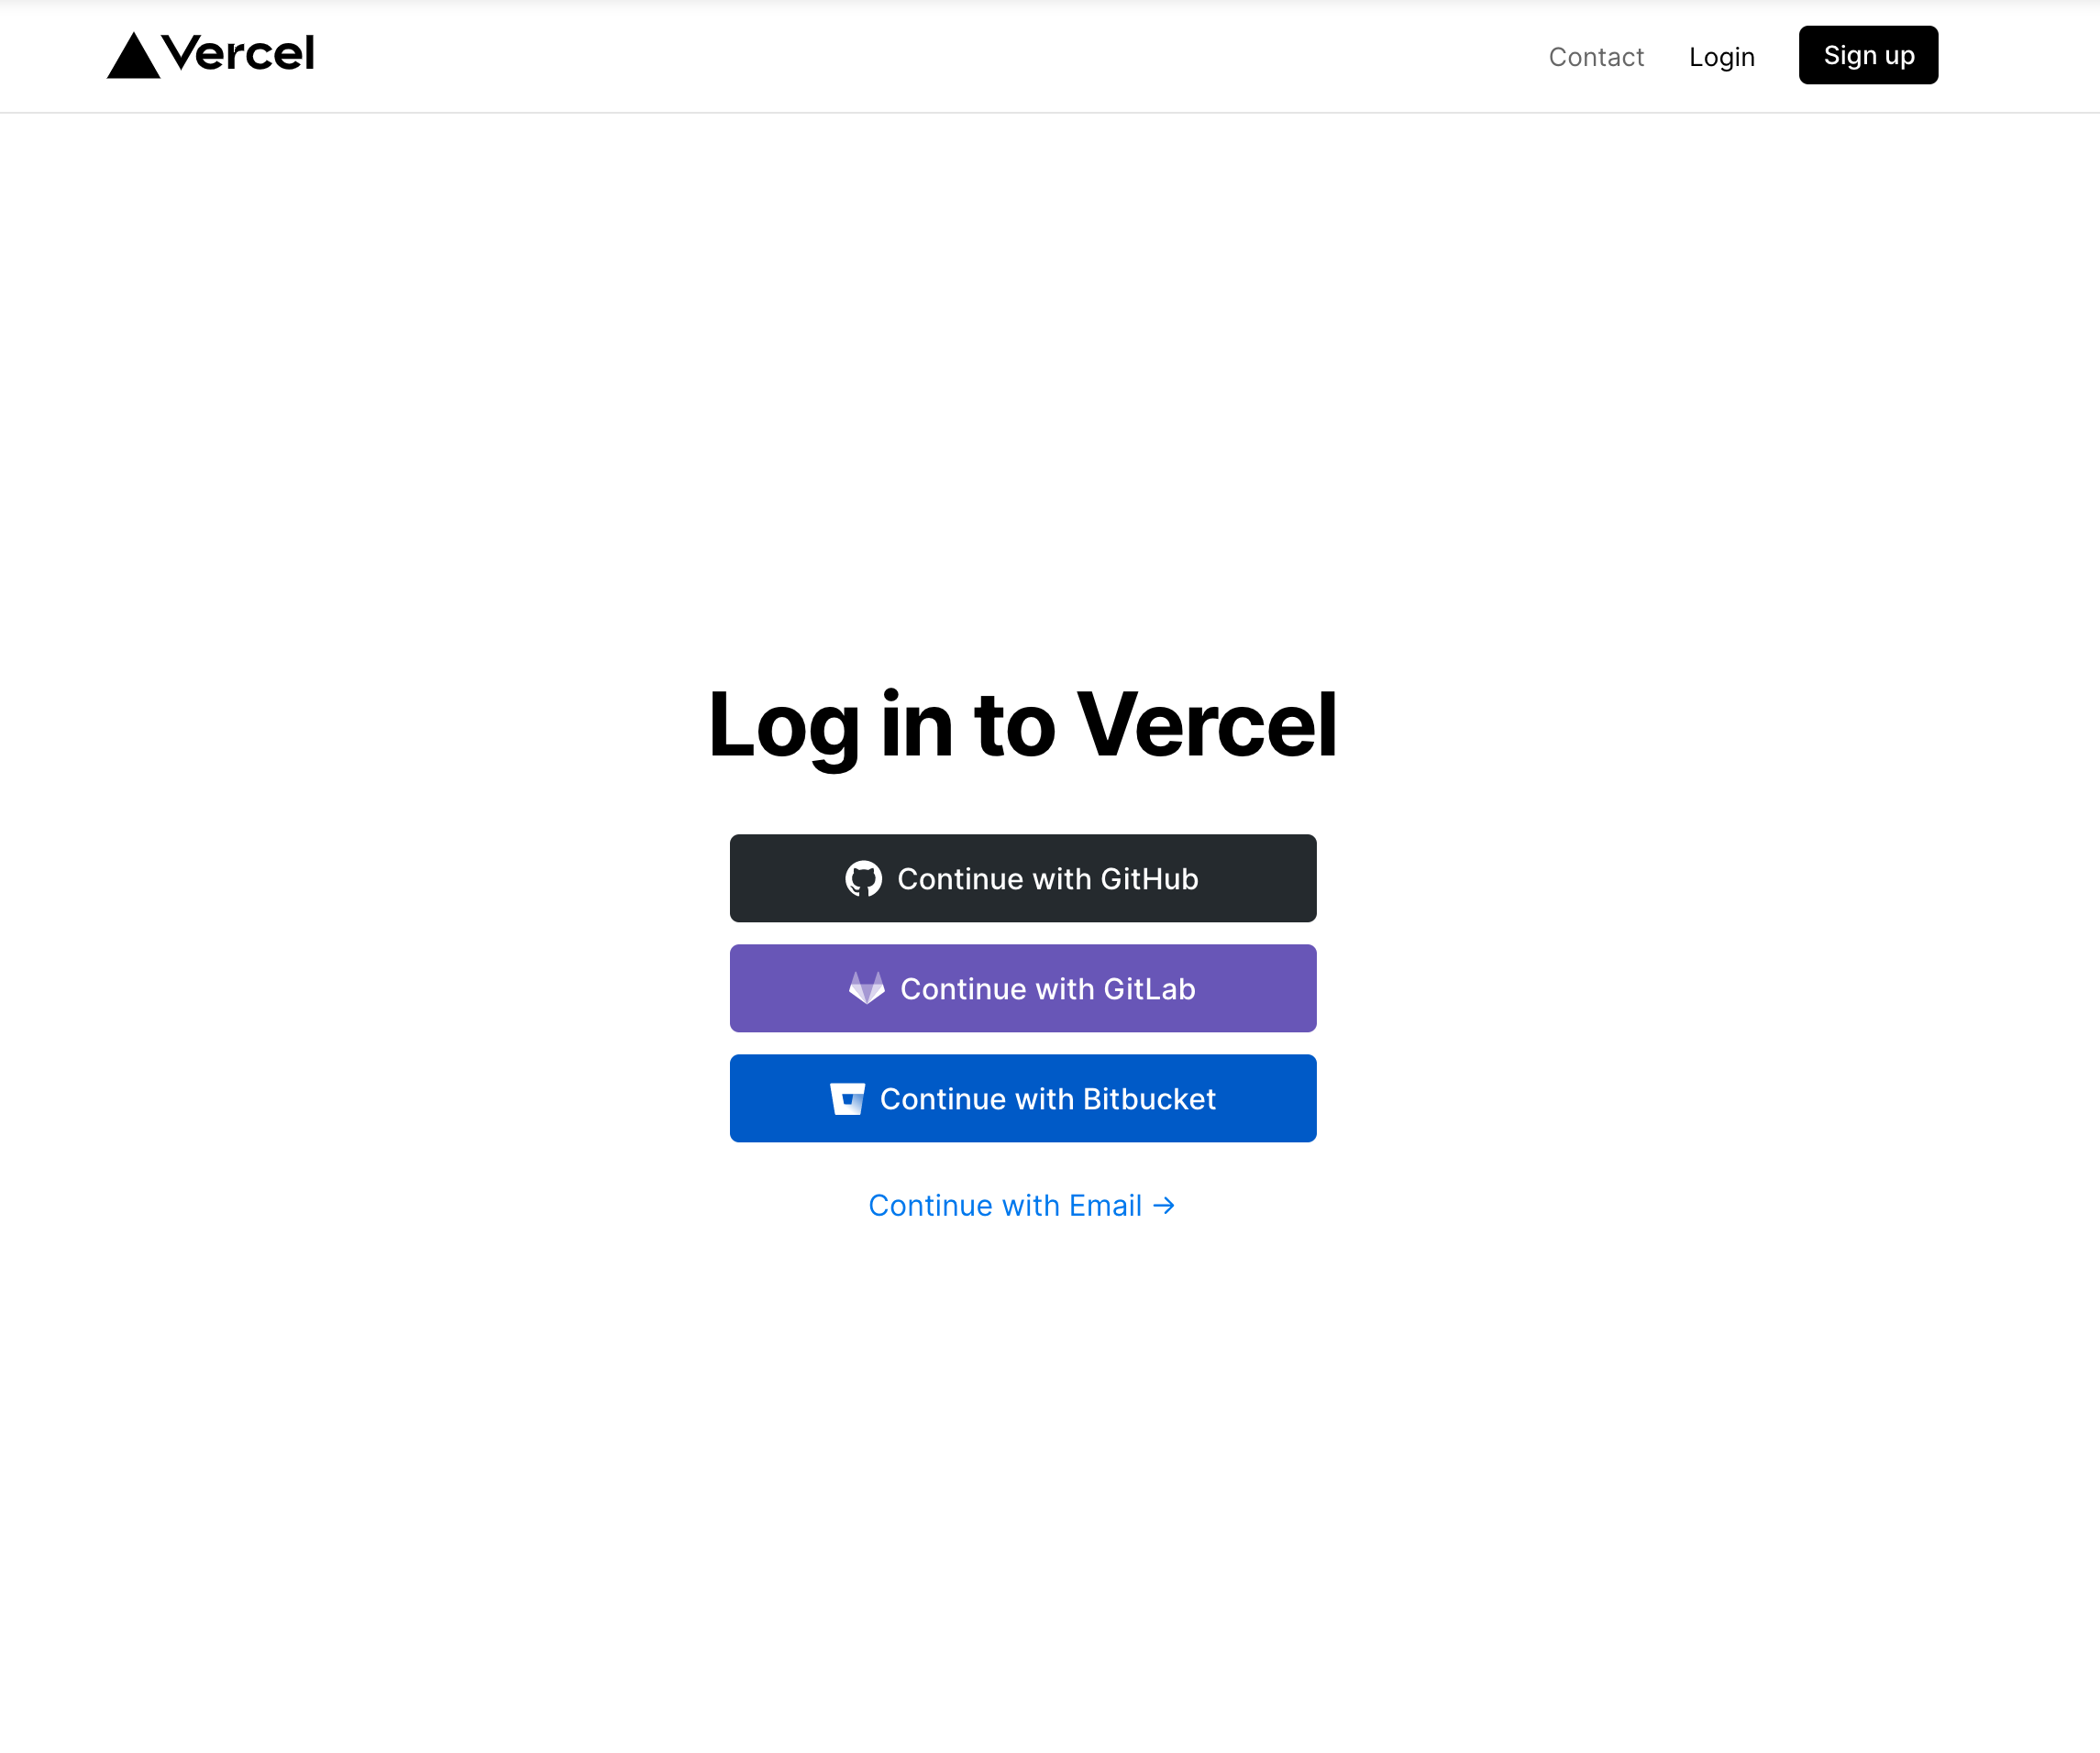 Vercel
Contact
Login
Sign up
Log in to Vercel
Continue with GitHub
Continue with GitLab
Continue with Bitbucket
Continue with Email →